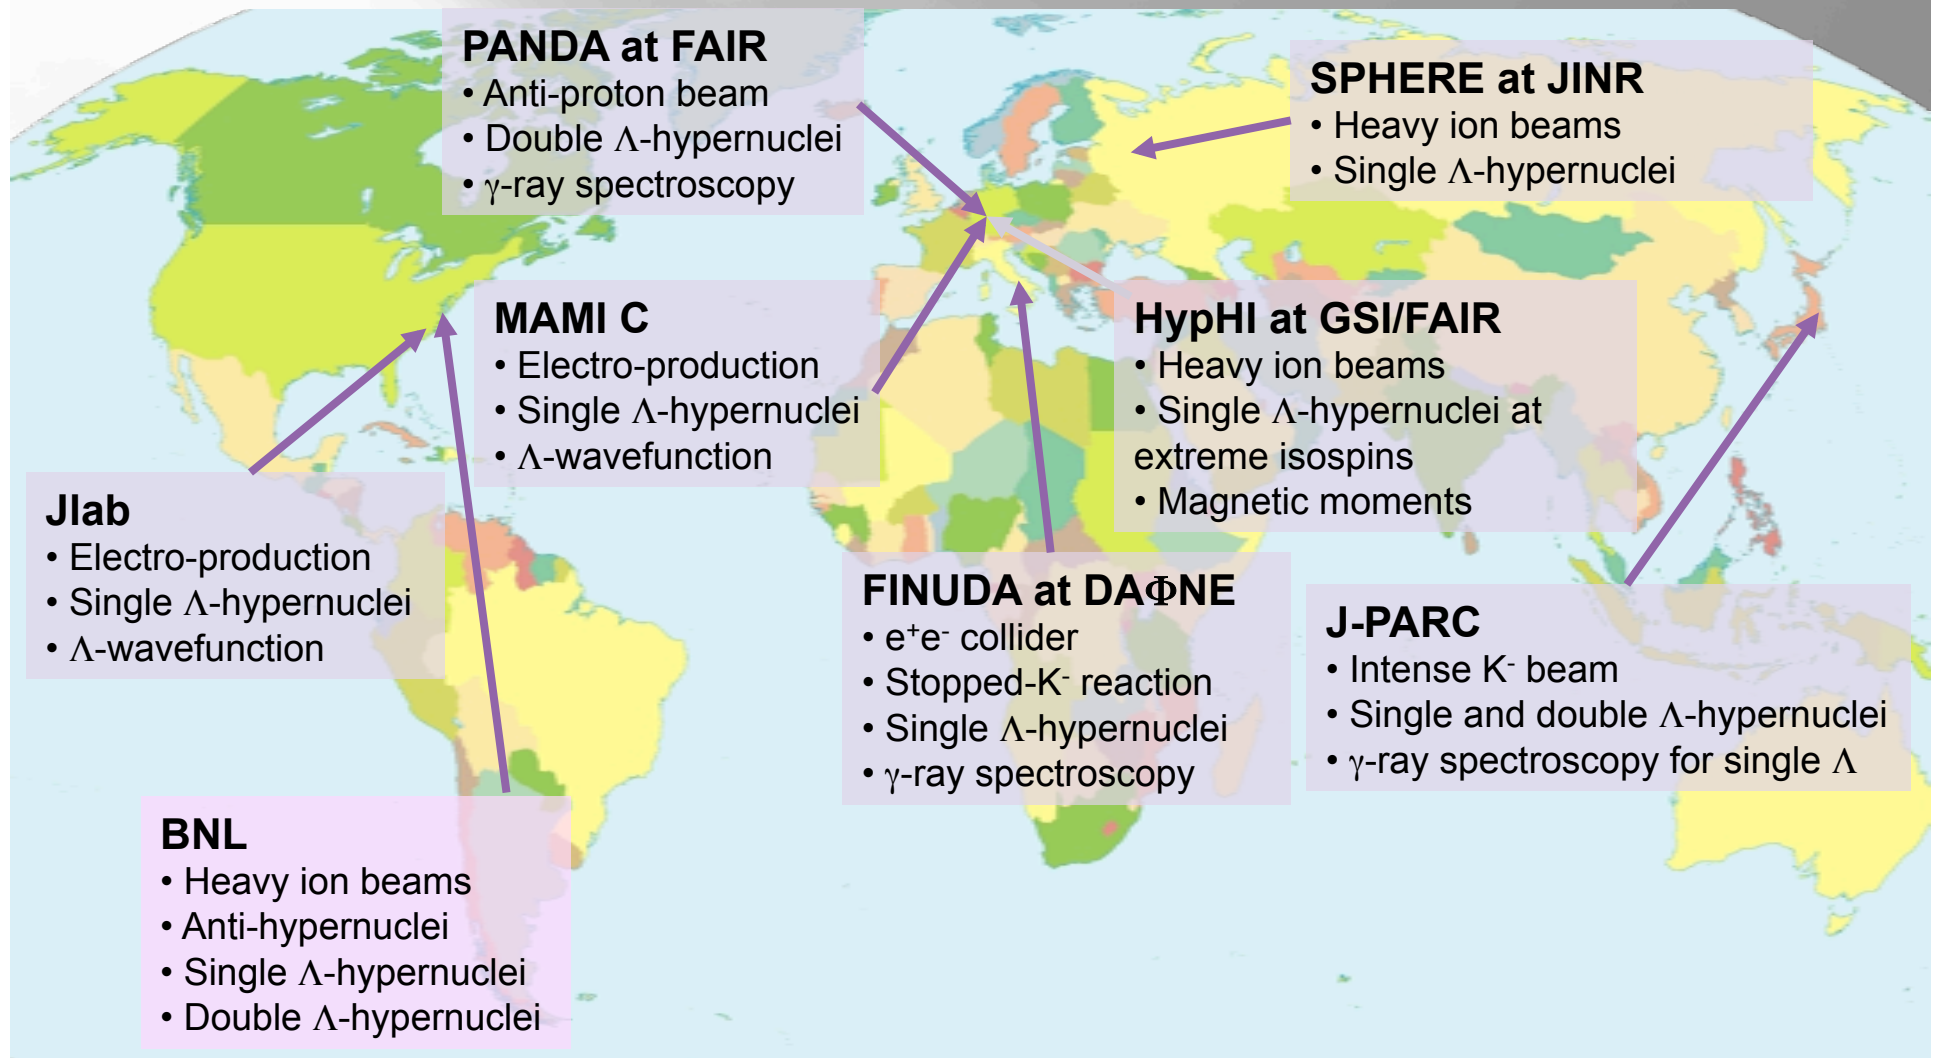 PANDA at FAIR
• Anti-proton beam
• Double Λ-hypernuclei
• γ-ray spectroscopy
SPHERE at JINR
• Heavy ion beams
• Single Λ-hypernuclei
MAMI C
• Electro-production
• Single Λ-hypernuclei
• Λ-wavefunction
HypHI at GSI/FAIR
• Heavy ion beams
• Single Λ-hypernuclei at
extreme isospins
• Magnetic moments
Jlab
• Electro-production
• Single Λ-hypernuclei
• Λ-wavefunction
FINUDA at DAΦNE
• e⁺e⁻ collider
• Stopped-K⁻ reaction
• Single Λ-hypernuclei
• γ-ray spectroscopy
J-PARC
• Intense K⁻ beam
• Single and double Λ-hypernuclei
• γ-ray spectroscopy for single Λ
BNL
• Heavy ion beams
• Anti-hypernuclei
• Single Λ-hypernuclei
• Double Λ-hypernuclei